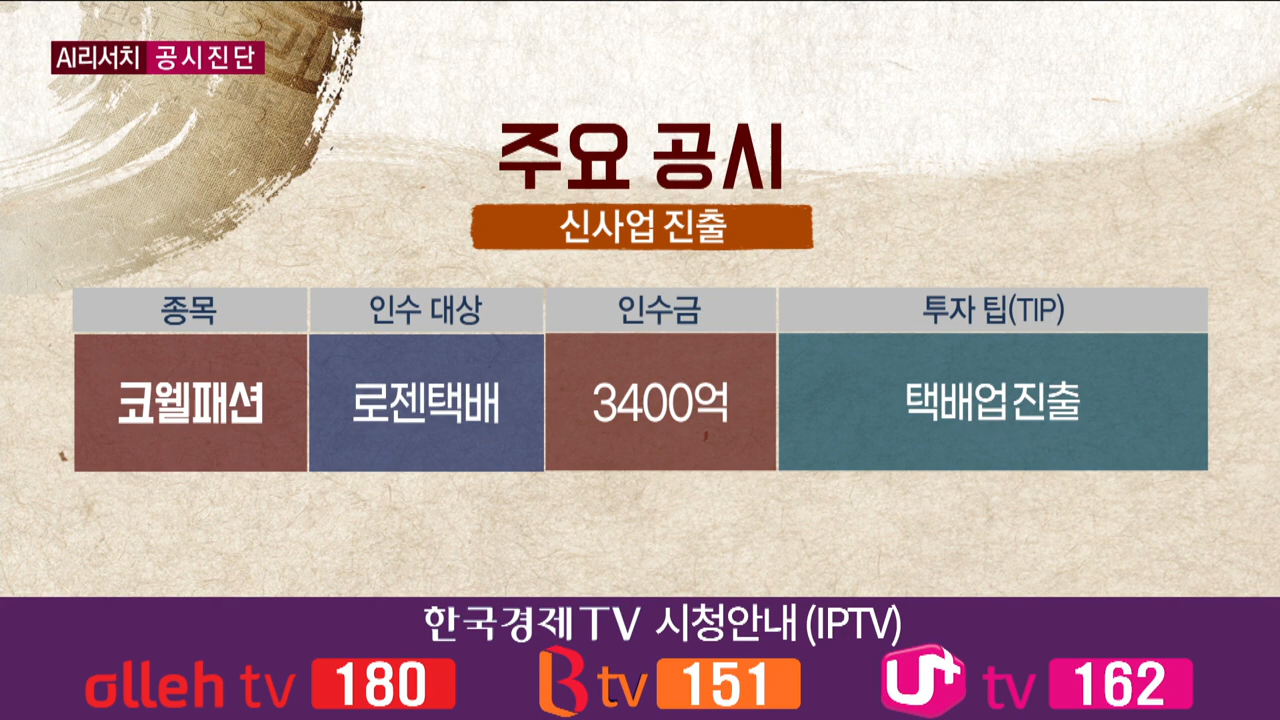 AI리서치 공시진단
주요 공시
신사업 진출
종목 인수 대상 인수금 투자 팁(TIP)
코웰패션 로젠택배 3400억 택배업 진출
한국경제TV 시청안내 (IPTV)
olleh tv 180 B tv 151 U+ tv 162